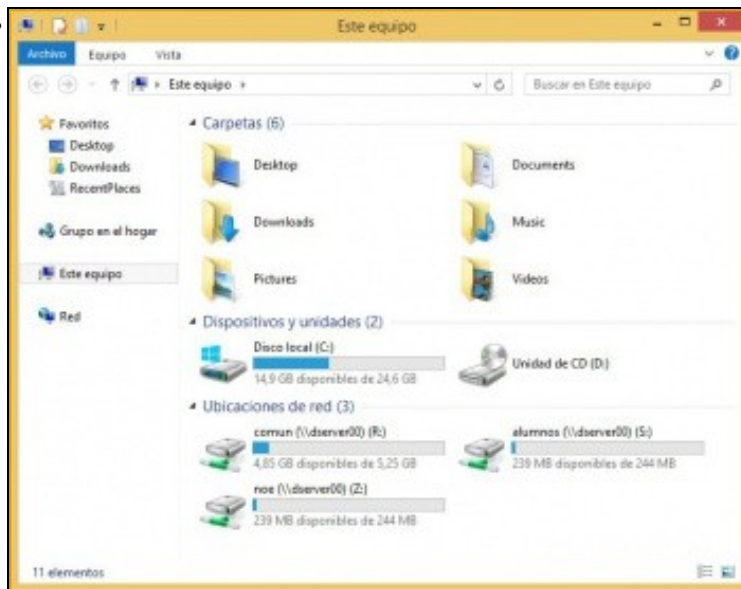 Este equipo
Archivo Equipo Vista
Este equipo
Buscar en Este equipo
Favoritos
Desktop
Downloads
RecentPlaces
Grupo en el hogar
Este equipo
Red
Carpetas (6)
Desktop
Documents
Downloads
Music
Pictures
Videos
Dispositivos y unidades (2)
Disco local (C:)
14,9 GB disponibles de 24,6 GB
Unidad de CD (D:)
Ubicaciones de red (3)
comun (\\dserver00) (R:)
4,85 GB disponibles de 5,25 GB
alumnos (\\dserver00) (S:)
239 MB disponibles de 244 MB
noe (\\dserver00) (Z:)
239 MB disponibles de 244 MB
11 elementos